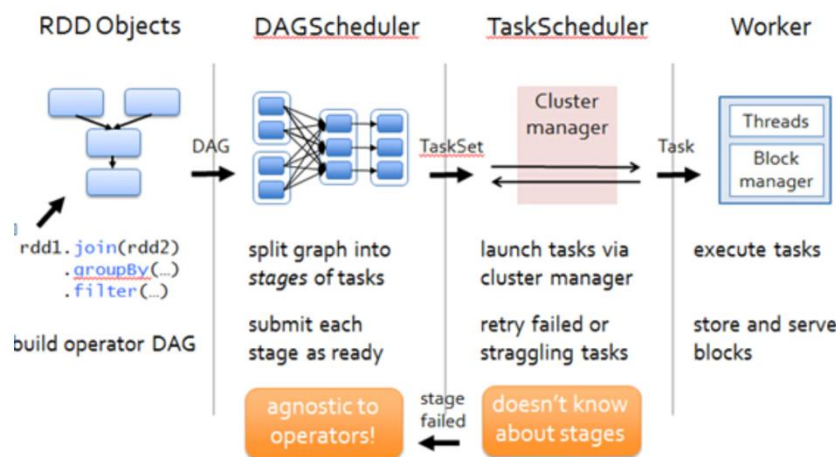 RDD Objects
DAGScheduler
TaskScheduler
Worker
DAG
TaskSet
Cluster
manager
Task
Threads
Block
manager
rdd1.join(rdd2)
.groupBy(…)
.filter(…)
build operator DAG
split graph into
stages of tasks
submit each
stage as ready
launch tasks via
cluster manager
retry failed or
straggling tasks
execute tasks
store and serve
blocks
agnostic to
operators!
stage
failed
doesn't know
about stages